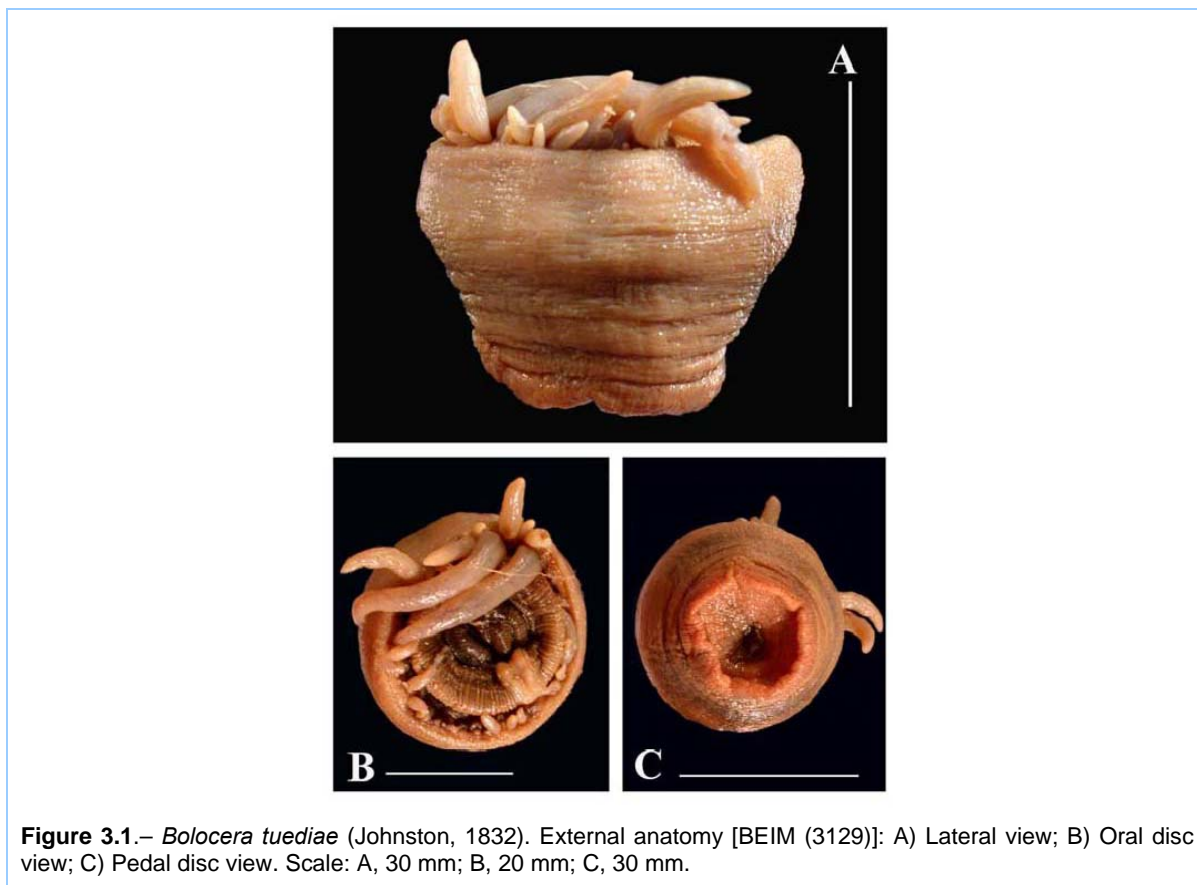 A
B
C
Figure 3.1.– Bolocera tuediae (Johnston, 1832). External anatomy [BEIM (3129)]: A) Lateral view; B) Oral disc
view; C) Pedal disc view. Scale: A, 30 mm; B, 20 mm; C, 30 mm.